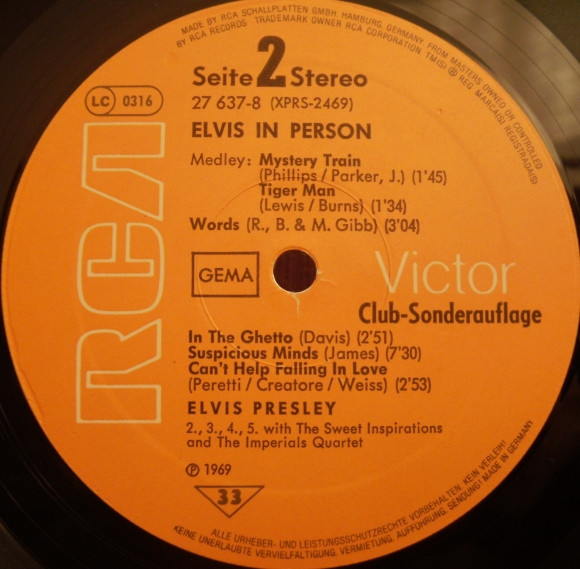 MADE BY RCA SCHALLPLATTEN GMBH, HAMBURG, GERMANY, FROM MASTERS OWNED OR CONTROLLED
BY RCA RECORDS TRADEMARK OWNER RCA CORPORATION TM(S) ® REG MARCA(S) REGISTRADA(S)
Seite 2 Stereo
LC 0316
27 637-8 (XPRS-2469)
ELVIS IN PERSON
Medley: Mystery Train
(Phillips / Parker, J.) (1'45)
Tiger Man
(Lewis / Burns) (1'34)
Words (R., B. & M. Gibb) (3'04)
RCA
GEMA
Victor
Club-Sonderauflage
In The Ghetto (Davis) (2'51)
Suspicious Minds (James) (7'30)
Can't Help Falling In Love
(Peretti / Creatore / Weiss) (2'53)
ELVIS PRESLEY
2., 3., 4., 5. with The Sweet Inspirations
and The Imperials Quartet
℗ 1969
33
ALLE URHEBER- UND LEISTUNGSSCHUTZRECHTE VORBEHALTEN. KEIN VERLEIH!
KEINE UNERLAUBTE VERVIELFÄLTIGUNG, VERMIETUNG, AUFFÜHRUNG, SENDUNG! MADE IN GERMANY